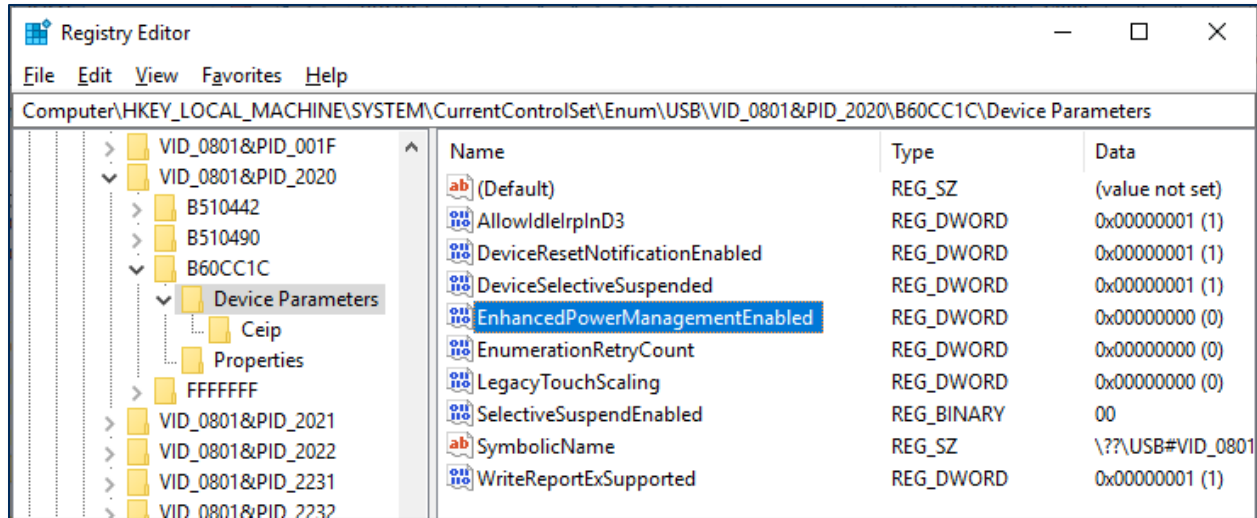 Registry Editor
File Edit View Favorites Help
Computer\HKEY_LOCAL_MACHINE\SYSTEM\CurrentControlSet\Enum\USB\VID_0801&PID_2020\B60CC1C\Device Parameters
VID_0801&PID_001F
VID_0801&PID_2020
B510442
B510490
B60CC1C
Device Parameters
Ceip
Properties
FFFFFFF
VID_0801&PID_2021
VID_0801&PID_2022
VID_0801&PID_2231
VID_0801&PID_2232
Name Type Data
(Default) REG_SZ (value not set)
AllowIdleIrpInD3 REG_DWORD 0x00000001 (1)
DeviceResetNotificationEnabled REG_DWORD 0x00000001 (1)
DeviceSelectiveSuspended REG_DWORD 0x00000001 (1)
EnhancedPowerManagementEnabled REG_DWORD 0x00000000 (0)
EnumerationRetryCount REG_DWORD 0x00000000 (0)
LegacyTouchScaling REG_DWORD 0x00000000 (0)
SelectiveSuspendEnabled REG_BINARY 00
SymbolicName REG_SZ \??\USB#VID_0801
WriteReportExSupported REG_DWORD 0x00000001 (1)